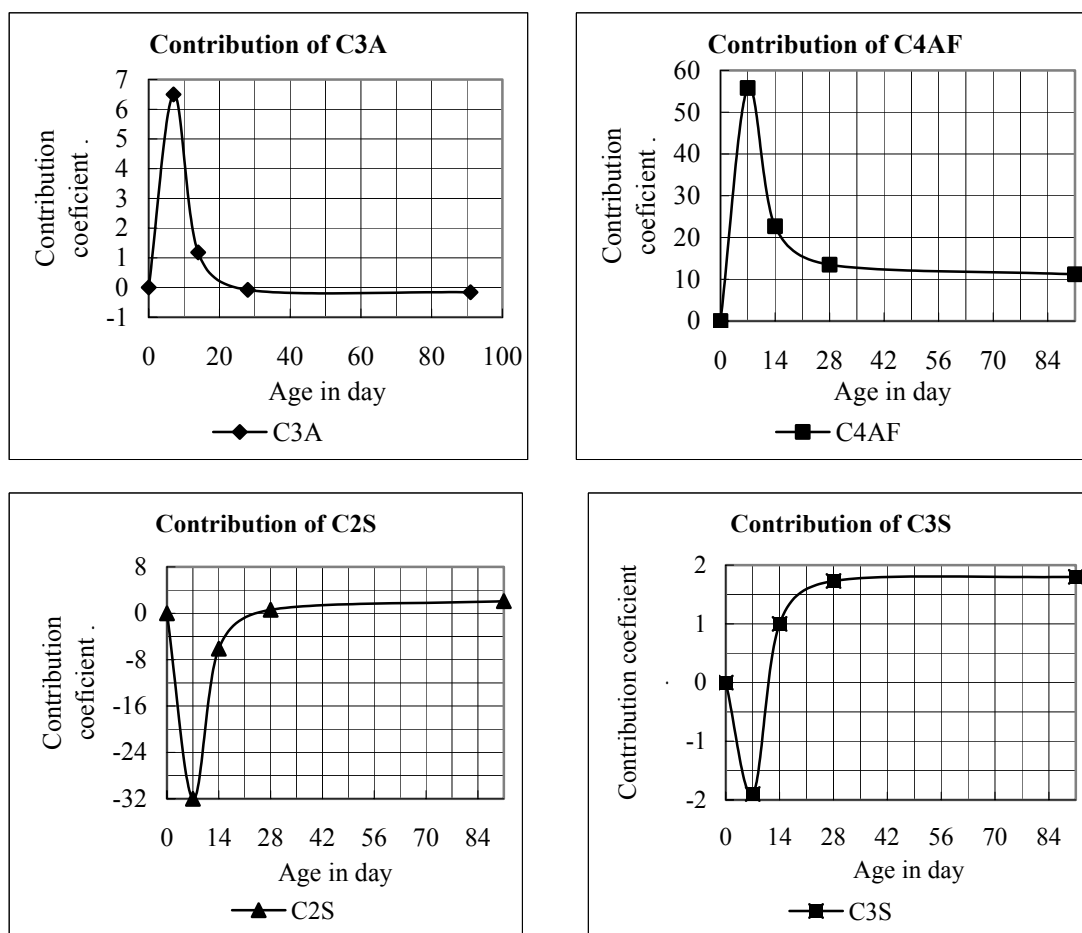 Contribution of C3A
Contribution
coeficient .
7
6
5
4
3
2
1
0
-1
0 20 40 60 80 100
Age in day
C3A
Contribution of C4AF
Contribution
coeficient .
60
50
40
30
20
10
0
0 14 28 42 56 70 84
Age in day
C4AF
Contribution of C2S
Contribution
coeficient .
8
0
-8
-16
-24
-32
0 14 28 42 56 70 84
Age in day
C2S
Contribution of C3S
Contribution coeficient
.
2
1
0
-1
-2
0 14 28 42 56 70 84
Age in day
C3S